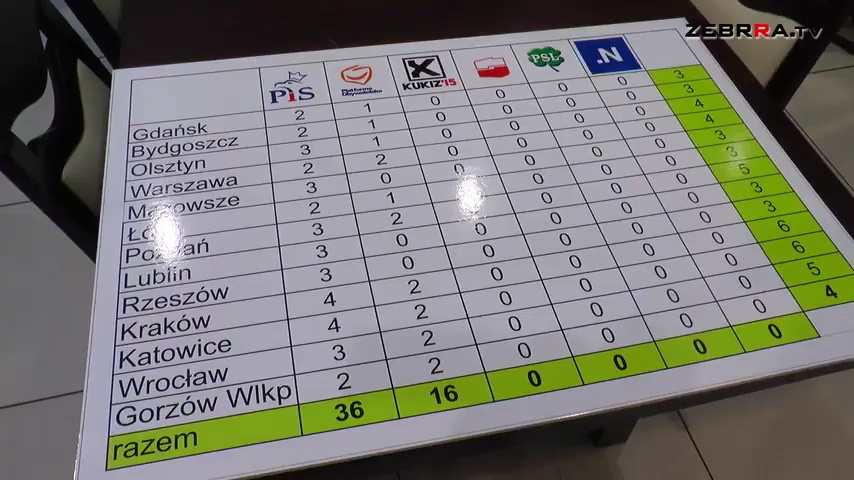 ZEBRRA.TV
PiS Platforma Obywatelska K KUKIZ'15 PSL .N
Gdańsk 2 1 0 0 0 0 3
Bydgoszcz 2 1 0 0 0 0 3
Olsztyn 3 1 0 0 0 0 4
Warszawa 2 2 0 0 0 0 4
Mazowsze 3 0 0 0 0 0 3
2 1 0 0 0 0 3
Poznań 3 2 0 0 0 0 5
Lublin 3 0 0 0 0 0 3
Rzeszów 3 0 0 0 0 0 3
Kraków 4 2 0 0 0 0 6
Katowice 4 2 0 0 0 0 6
Wrocław 3 2 0 0 0 0 5
Gorzów Wlkp 2 2 0 0 0 0 4
razem 36 16 0 0 0 0